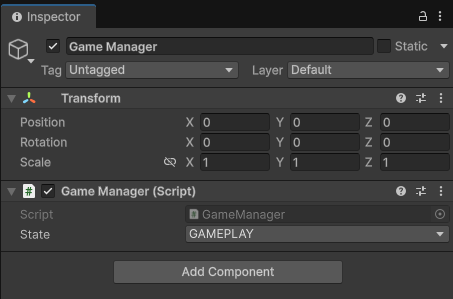 Inspector
Game Manager Static
Tag Untagged Layer Default
Transform
Position X 0 Y 0 Z 0
Rotation X 0 Y 0 Z 0
Scale X 1 Y 1 Z 1
# Game Manager (Script)
Script # GameManager
State GAMEPLAY
Add Component